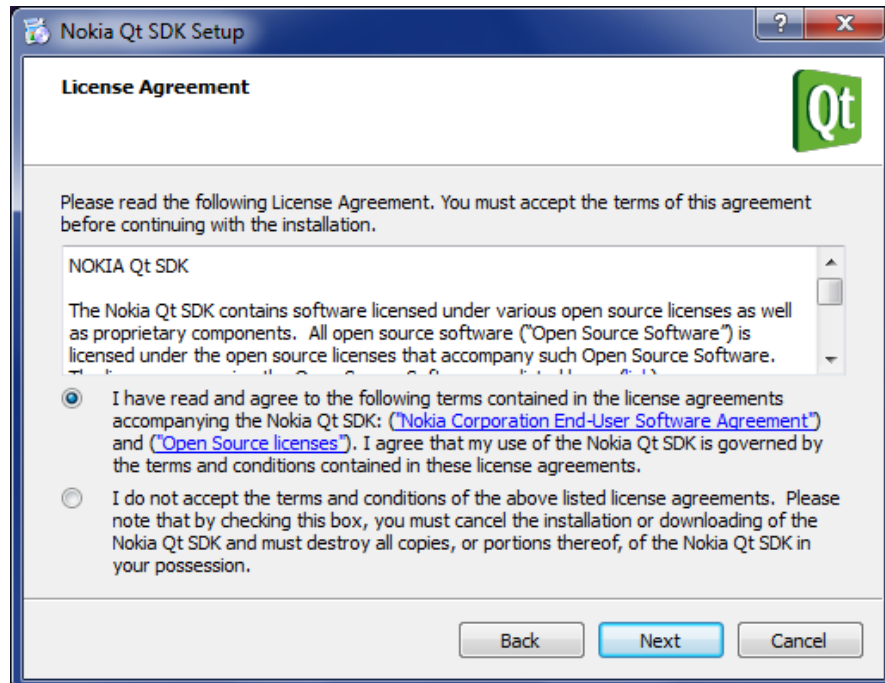 Nokia Qt SDK Setup
?
X
License Agreement
Qt
Please read the following License Agreement. You must accept the terms of this agreement
before continuing with the installation.
NOKIA Qt SDK
The Nokia Qt SDK contains software licensed under various open source licenses as well
as proprietary components.  All open source software ("Open Source Software") is
licensed under the open source licenses that accompany such Open Source Software.
I have read and agree to the following terms contained in the license agreements
accompanying the Nokia Qt SDK: ("Nokia Corporation End-User Software Agreement")
and ("Open Source licenses"). I agree that my use of the Nokia Qt SDK is governed by
the terms and conditions contained in these license agreements.
I do not accept the terms and conditions of the above listed license agreements.  Please
note that by checking this box, you must cancel the installation or downloading of the
Nokia Qt SDK and must destroy all copies, or portions thereof, of the Nokia Qt SDK in
your possession.
Back
Next
Cancel